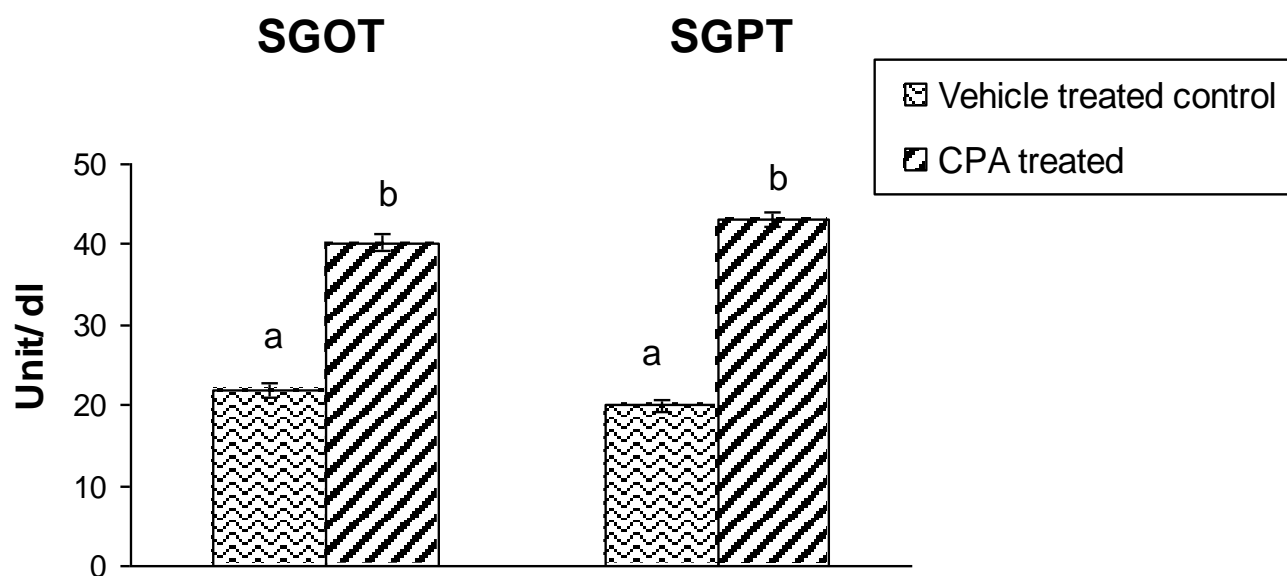 SGOT
SGPT
Vehicle treated control
CPA treated
Unit/dl
50
40
30
20
10
0
a
b
a
b